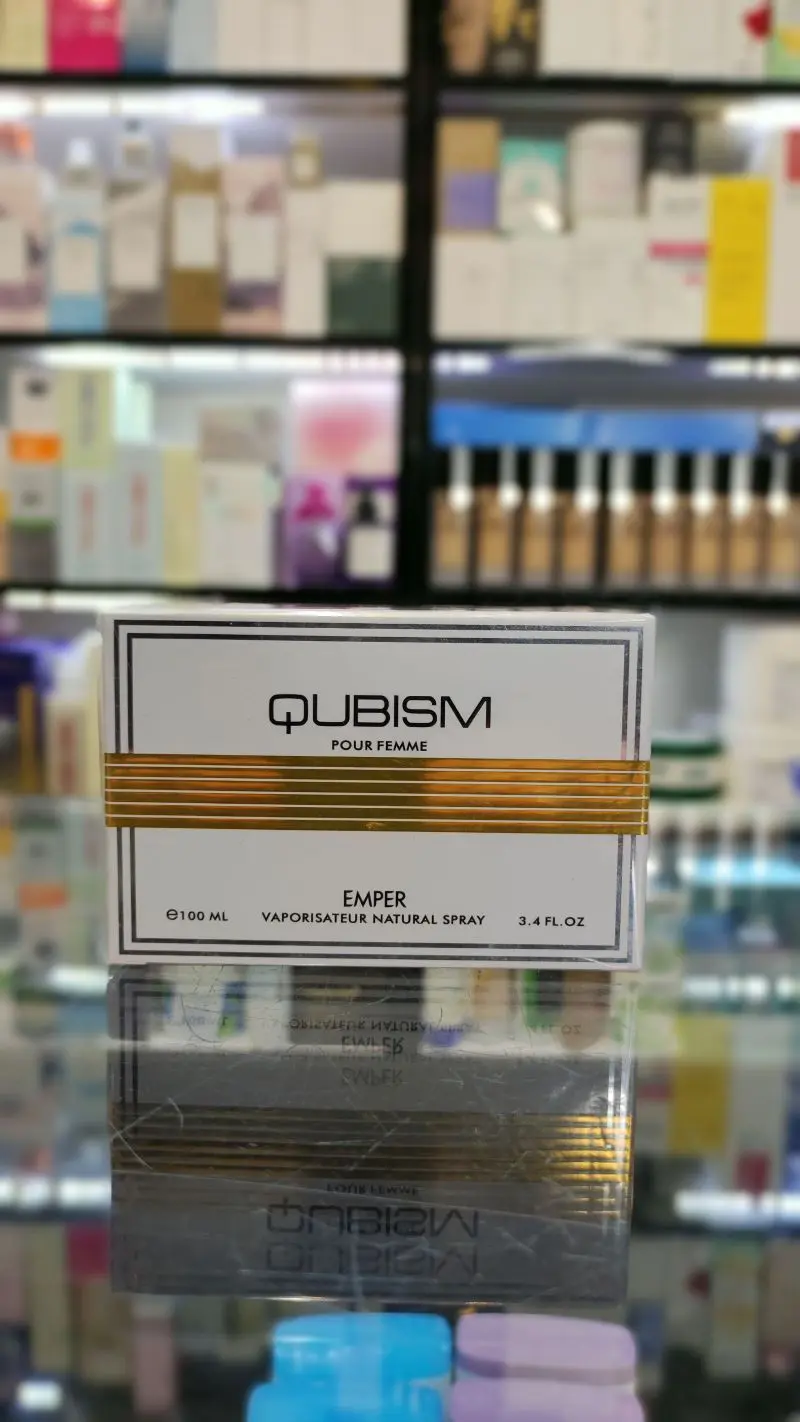 QUBISM
POUR FEMME
EMPER
℮100 ML VAPORISATEUR NATURAL SPRAY 3.4 FL.OZ